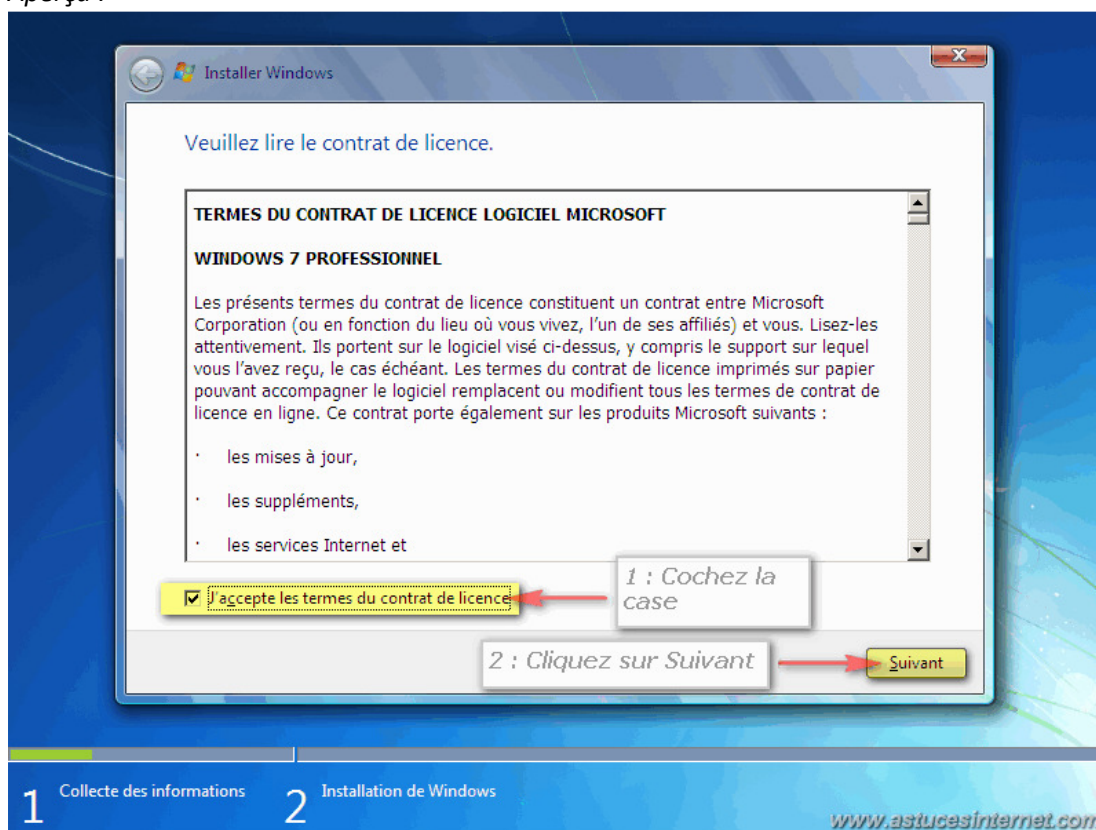 Aperçu :
Installer Windows
Veuillez lire le contrat de licence.
TERMES DU CONTRAT DE LICENCE LOGICIEL MICROSOFT
WINDOWS 7 PROFESSIONNEL
Les présents termes du contrat de licence constituent un contrat entre Microsoft
Corporation (ou en fonction du lieu où vous vivez, l’un de ses affiliés) et vous. Lisez-les
attentivement. Ils portent sur le logiciel visé ci-dessus, y compris le support sur lequel
vous l’avez reçu, le cas échéant. Les termes du contrat de licence imprimés sur papier
pouvant accompagner le logiciel remplacent ou modifient tous les termes de contrat de
licence en ligne. Ce contrat porte également sur les produits Microsoft suivants :
· les mises à jour,
· les suppléments,
· les services Internet et
1 : Cochez la
case
J'accepte les termes du contrat de licence
2 : Cliquez sur Suivant
Suivant
1 Collecte des informations
2 Installation de Windows
www.astucesinternet.com